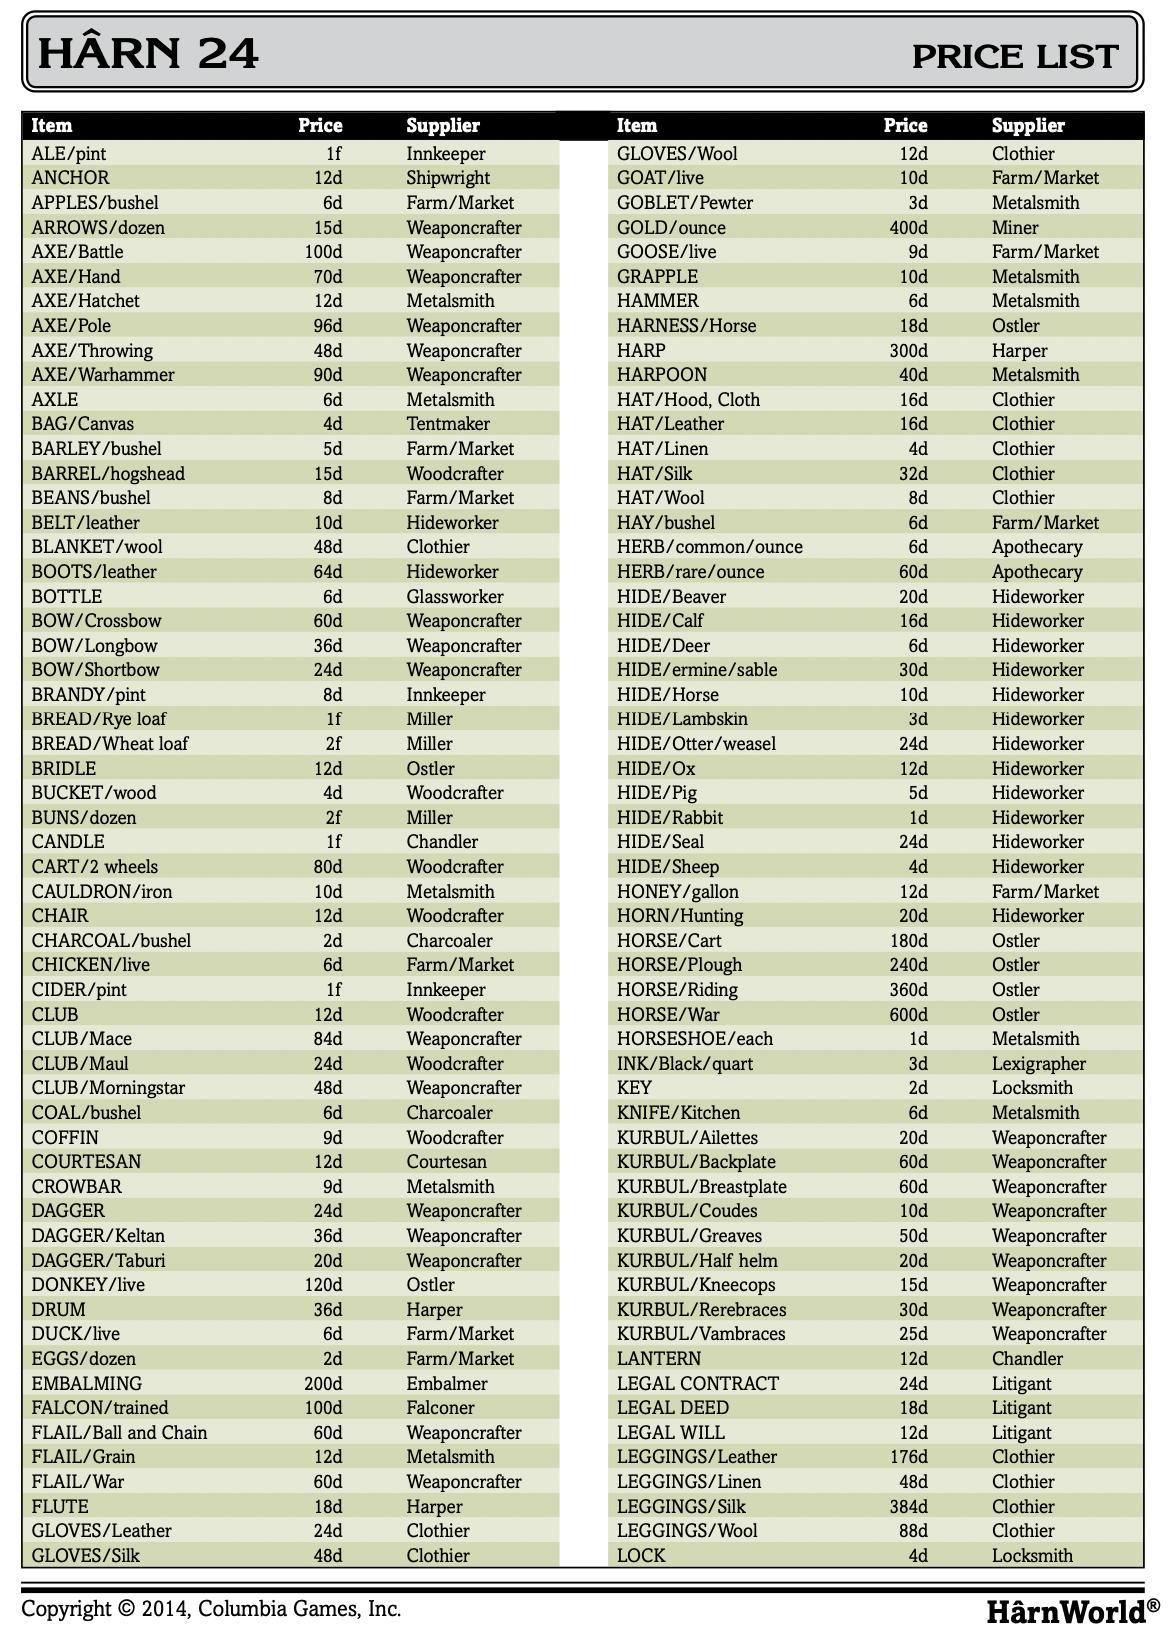 HÂRN 24 PRICE LIST
Item Price Supplier
ALE/pint 1f Innkeeper
ANCHOR 12d Shipwright
APPLES/bushel 6d Farm/Market
ARROWS/dozen 15d Weaponcrafter
AXE/Battle 100d Weaponcrafter
AXE/Hand 70d Weaponcrafter
AXE/Hatchet 12d Metalsmith
AXE/Pole 96d Weaponcrafter
AXE/Throwing 48d Weaponcrafter
AXE/Warhammer 90d Weaponcrafter
AXLE 6d Metalsmith
BAG/Canvas 4d Tentmaker
BARLEY/bushel 5d Farm/Market
BARREL/hogshead 15d Woodcrafter
BEANS/bushel 8d Farm/Market
BELT/leather 10d Hideworker
BLANKET/wool 48d Clothier
BOOTS/leather 64d Hideworker
BOTTLE 6d Glassworker
BOW/Crossbow 60d Weaponcrafter
BOW/Longbow 36d Weaponcrafter
BOW/Shortbow 24d Weaponcrafter
BRANDY/pint 8d Innkeeper
BREAD/Rye loaf 1f Miller
BREAD/Wheat loaf 2f Miller
BRIDLE 12d Ostler
BUCKET/wood 4d Woodcrafter
BUNS/dozen 2f Miller
CANDLE 1f Chandler
CART/2 wheels 80d Woodcrafter
CAULDRON/iron 10d Metalsmith
CHAIR 12d Woodcrafter
CHARCOAL/bushel 2d Charcoaler
CHICKEN/live 6d Farm/Market
CIDER/pint 1f Innkeeper
CLUB 12d Woodcrafter
CLUB/Mace 84d Weaponcrafter
CLUB/Maul 24d Woodcrafter
CLUB/Morningstar 48d Weaponcrafter
COAL/bushel 6d Charcoaler
COFFIN 9d Woodcrafter
COURTESAN 12d Courtesan
CROWBAR 9d Metalsmith
DAGGER 24d Weaponcrafter
DAGGER/Keltan 36d Weaponcrafter
DAGGER/Taburi 20d Weaponcrafter
DONKEY/live 120d Ostler
DRUM 36d Harper
DUCK/live 6d Farm/Market
EGGS/dozen 2d Farm/Market
EMBALMING 200d Embalmer
FALCON/trained 100d Falconer
FLAIL/Ball and Chain 60d Weaponcrafter
FLAIL/Grain 12d Metalsmith
FLAIL/War 60d Weaponcrafter
FLUTE 18d Harper
GLOVES/Leather 24d Clothier
GLOVES/Silk 48d Clothier
Item Price Supplier
GLOVES/Wool 12d Clothier
GOAT/live 10d Farm/Market
GOBLET/Pewter 3d Metalsmith
GOLD/ounce 400d Miner
GOOSE/live 9d Farm/Market
GRAPPLE 10d Metalsmith
HAMMER 6d Metalsmith
HARNESS/Horse 18d Ostler
HARP 300d Harper
HARPOON 40d Metalsmith
HAT/Hood, Cloth 16d Clothier
HAT/Leather 16d Clothier
HAT/Linen 4d Clothier
HAT/Silk 32d Clothier
HAT/Wool 8d Clothier
HAY/bushel 6d Farm/Market
HERB/common/ounce 6d Apothecary
HERB/rare/ounce 60d Apothecary
HIDE/Beaver 20d Hideworker
HIDE/Calf 16d Hideworker
HIDE/Deer 6d Hideworker
HIDE/ermine/sable 30d Hideworker
HIDE/Horse 10d Hideworker
HIDE/Lambskin 3d Hideworker
HIDE/Otter/weasel 24d Hideworker
HIDE/Ox 12d Hideworker
HIDE/Pig 5d Hideworker
HIDE/Rabbit 1d Hideworker
HIDE/Seal 24d Hideworker
HIDE/Sheep 4d Hideworker
HONEY/gallon 12d Farm/Market
HORN/Hunting 20d Hideworker
HORSE/Cart 180d Ostler
HORSE/Plough 240d Ostler
HORSE/Riding 360d Ostler
HORSE/War 600d Ostler
HORSESHOE/each 1d Metalsmith
INK/Black/quart 3d Lexigrapher
KEY 2d Locksmith
KNIFE/Kitchen 6d Metalsmith
KURBUL/Ailettes 20d Weaponcrafter
KURBUL/Backplate 60d Weaponcrafter
KURBUL/Breastplate 60d Weaponcrafter
KURBUL/Coudes 10d Weaponcrafter
KURBUL/Greaves 50d Weaponcrafter
KURBUL/Half helm 20d Weaponcrafter
KURBUL/Kneecops 15d Weaponcrafter
KURBUL/Rerebraces 30d Weaponcrafter
KURBUL/Vambraces 25d Weaponcrafter
LANTERN 12d Chandler
LEGAL CONTRACT 24d Litigant
LEGAL DEED 18d Litigant
LEGAL WILL 12d Litigant
LEGGINGS/Leather 176d Clothier
LEGGINGS/Linen 48d Clothier
LEGGINGS/Silk 384d Clothier
LEGGINGS/Wool 88d Clothier
LOCK 4d Locksmith
Copyright © 2014, Columbia Games, Inc. HârnWorld®